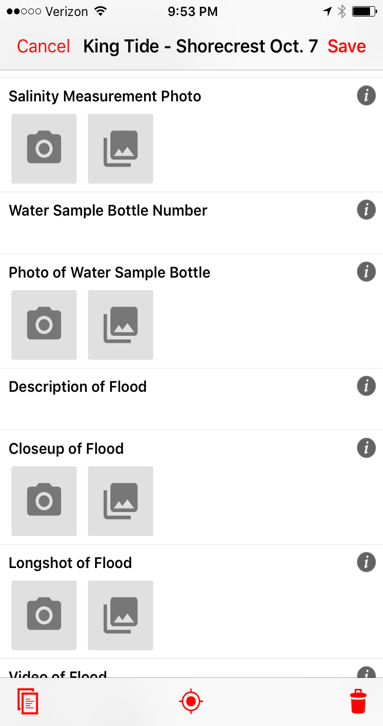 Verizon 9:53 PM
Cancel King Tide - Shorecrest Oct. 7 Save
Salinity Measurement Photo
Water Sample Bottle Number
Photo of Water Sample Bottle
Description of Flood
Closeup of Flood
Longshot of Flood
Video of Flood